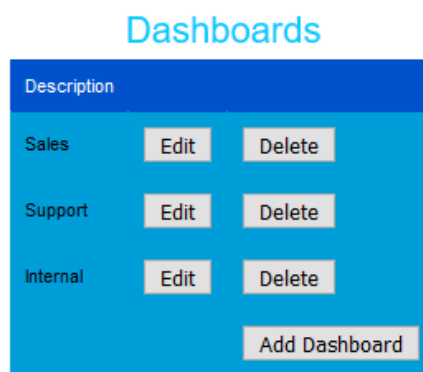 Dashboards
Description
Sales Edit Delete
Support Edit Delete
Internal Edit Delete
Add Dashboard